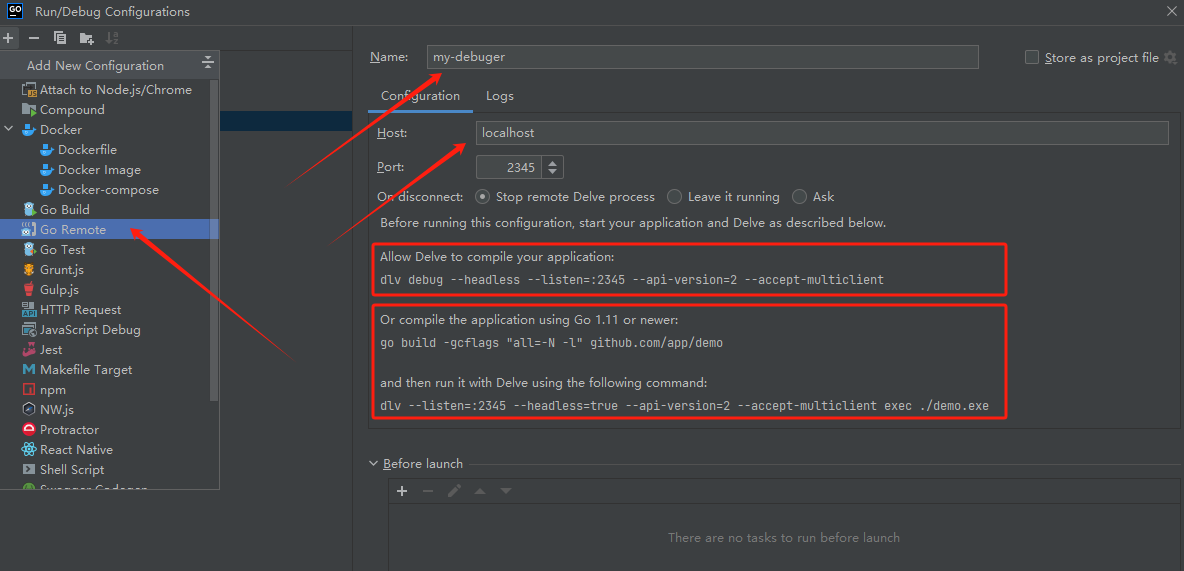 GO Run/Debug Configurations
Add New Configuration
Attach to Node.js/Chrome
Compound
Docker
Dockerfile
Docker Image
Docker-compose
Go Build
Go Remote
Go Test
Grunt.js
Gulp.js
HTTP Request
JavaScript Debug
Jest
Makefile Target
npm
NW.js
Protractor
React Native
Shell Script
Swagger Codegen
Name: my-debuger
Store as project file
Configuration Logs
Host: localhost
Port: 2345
On disconnect: Stop remote Delve process Leave it running Ask
Before running this configuration, start your application and Delve as described below.
Allow Delve to compile your application:
dlv debug --headless --listen=:2345 --api-version=2 --accept-multiclient
Or compile the application using Go 1.11 or newer:
go build -gcflags "all=-N -l" github.com/app/demo
and then run it with Delve using the following command:
dlv --listen=:2345 --headless=true --api-version=2 --accept-multiclient exec ./demo.exe
Before launch
There are no tasks to run before launch